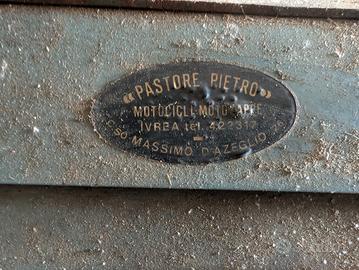 «PASTORE PIETRO»
MOTOCICLI MOTOCARRI
IVREA tel. 422312
C.SO MASSIMO D'AZEGLIO